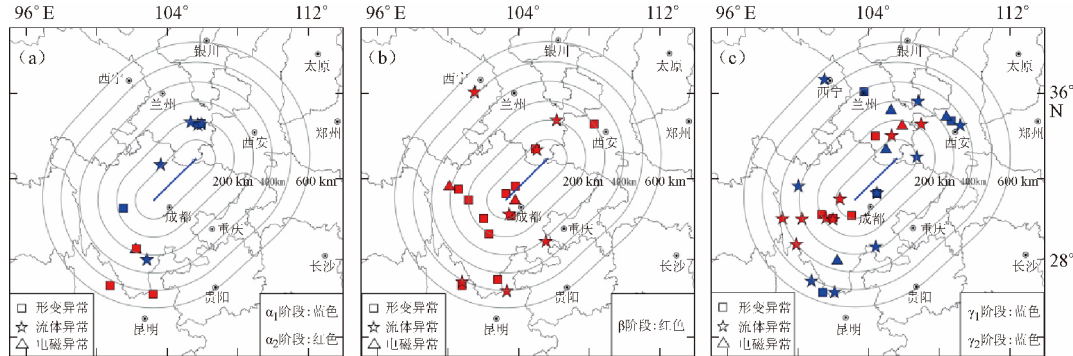 96° E 104 112°
96° E 104 112°
96° E 104 112°
(a)
银川
太原
西宁
兰州
郑州
西安
200 km 400km 600 km
成都
重庆
长沙
贵阳
昆明
形变异常
流体异常
电磁异常
α1阶段:蓝色
α2阶段:红色
(b)
银川
太原
西宁
兰州
郑州
西安
200 km 400km 600 km
成都
重庆
长沙
贵阳
昆明
形变异常
流体异常
电磁异常
β阶段:红色
(c)
银川
太原
西宁
兰州
36°
N
郑州
西安
200 km 400km 600 km
成都
重庆
长沙
28°
贵阳
昆明
形变异常
流体异常
电磁异常
γ1阶段:蓝色
γ2阶段:红色